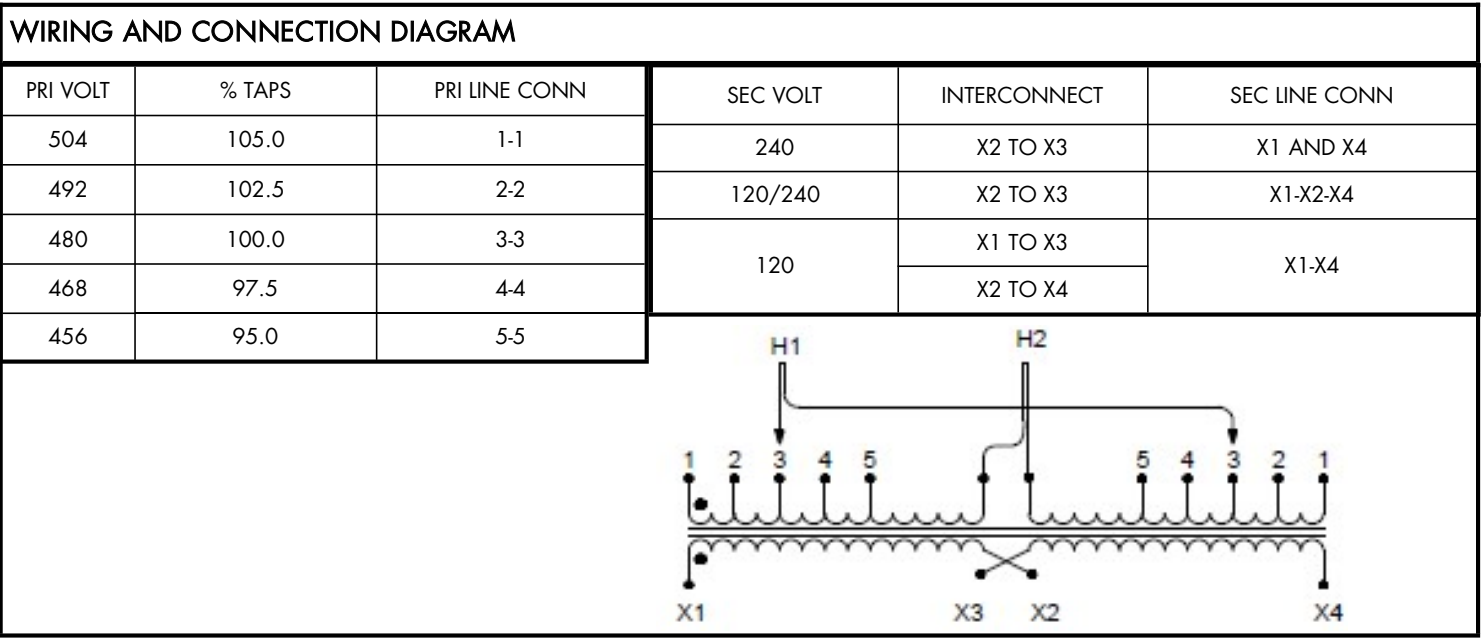 WIRING AND CONNECTION DIAGRAM
PRI VOLT % TAPS PRI LINE CONN
504 105.0 1-1
492 102.5 2-2
480 100.0 3-3
468 97.5 4-4
456 95.0 5-5
SEC VOLT INTERCONNECT SEC LINE CONN
240 X2 TO X3 X1 AND X4
120/240 X2 TO X3 X1-X2-X4
120 X1 TO X3 X1-X4
X2 TO X4
H1 H2
1 2 3 4 5 5 4 3 2 1
X1 X3 X2 X4